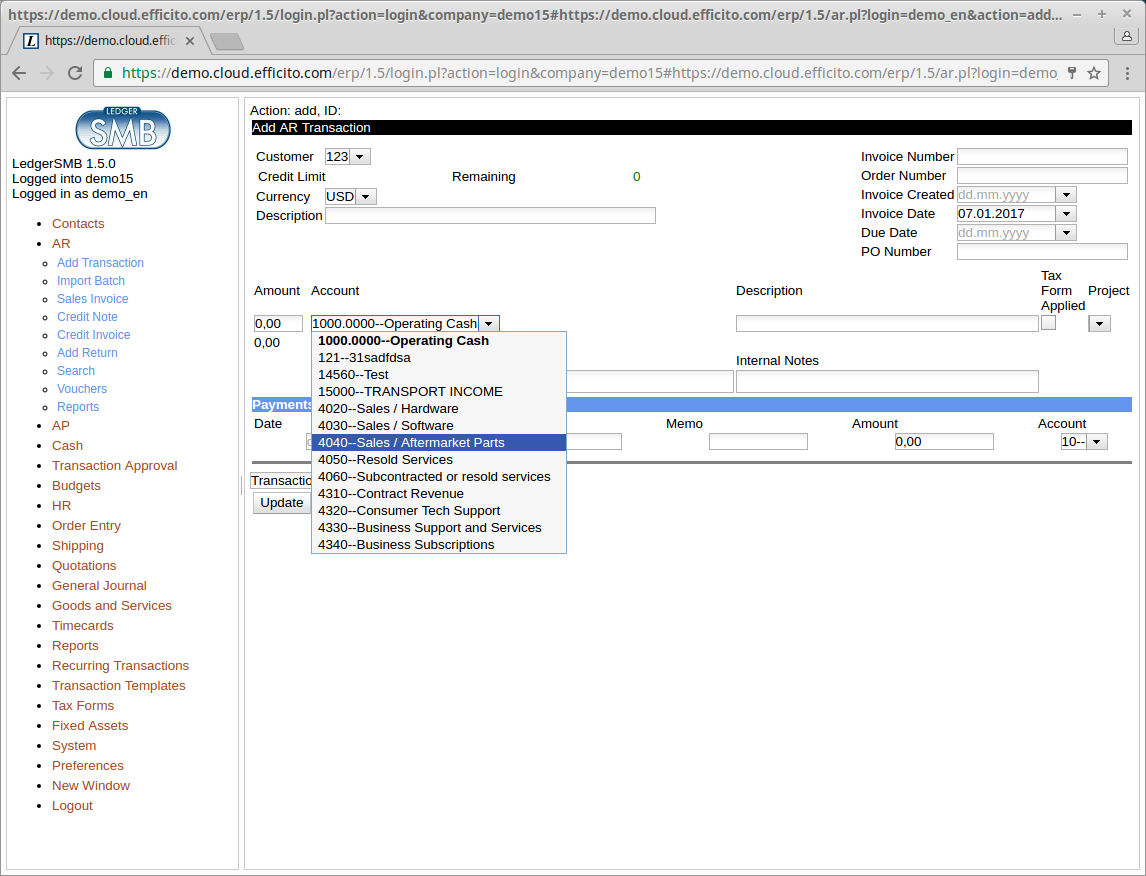 https://demo.cloud.efficito.com/erp/1.5/login.pl?action=login&company=demo15#https://demo.cloud.efficito.com/erp/1.5/ar.pl?login=demo_en&action=add...
L https://demo.cloud.effic
https://demo.cloud.efficito.com/erp/1.5/login.pl?action=login&company=demo15#https://demo.cloud.efficito.com/erp/1.5/ar.pl?login=demo_
LEDGER
SMB
LedgerSMB 1.5.0
Logged into demo15
Logged in as demo_en
Contacts
AR
Add Transaction
Import Batch
Sales Invoice
Credit Note
Credit Invoice
Add Return
Search
Vouchers
Reports
AP
Cash
Transaction Approval
Budgets
HR
Order Entry
Shipping
Quotations
General Journal
Goods and Services
Timecards
Reports
Recurring Transactions
Transaction Templates
Tax Forms
Fixed Assets
System
Preferences
New Window
Logout
Action: add, ID:
Add AR Transaction
Customer 123
Credit Limit Remaining 0
Currency USD
Description
Invoice Number
Order Number
Invoice Created dd.mm.yyyy
Invoice Date 07.01.2017
Due Date dd.mm.yyyy
PO Number
Amount Account Description Tax Form Applied Project
0,00 1000.0000--Operating Cash
0,00
1000.0000--Operating Cash
121--31sadfdsa
14560--Test
15000--TRANSPORT INCOME
4020--Sales / Hardware
4030--Sales / Software
4040--Sales / Aftermarket Parts
4050--Resold Services
4060--Subcontracted or resold services
4310--Contract Revenue
4320--Consumer Tech Support
4330--Business Support and Services
4340--Business Subscriptions
Internal Notes
Payments
Date Memo Amount Account
0,00 10--
Transactio
Update